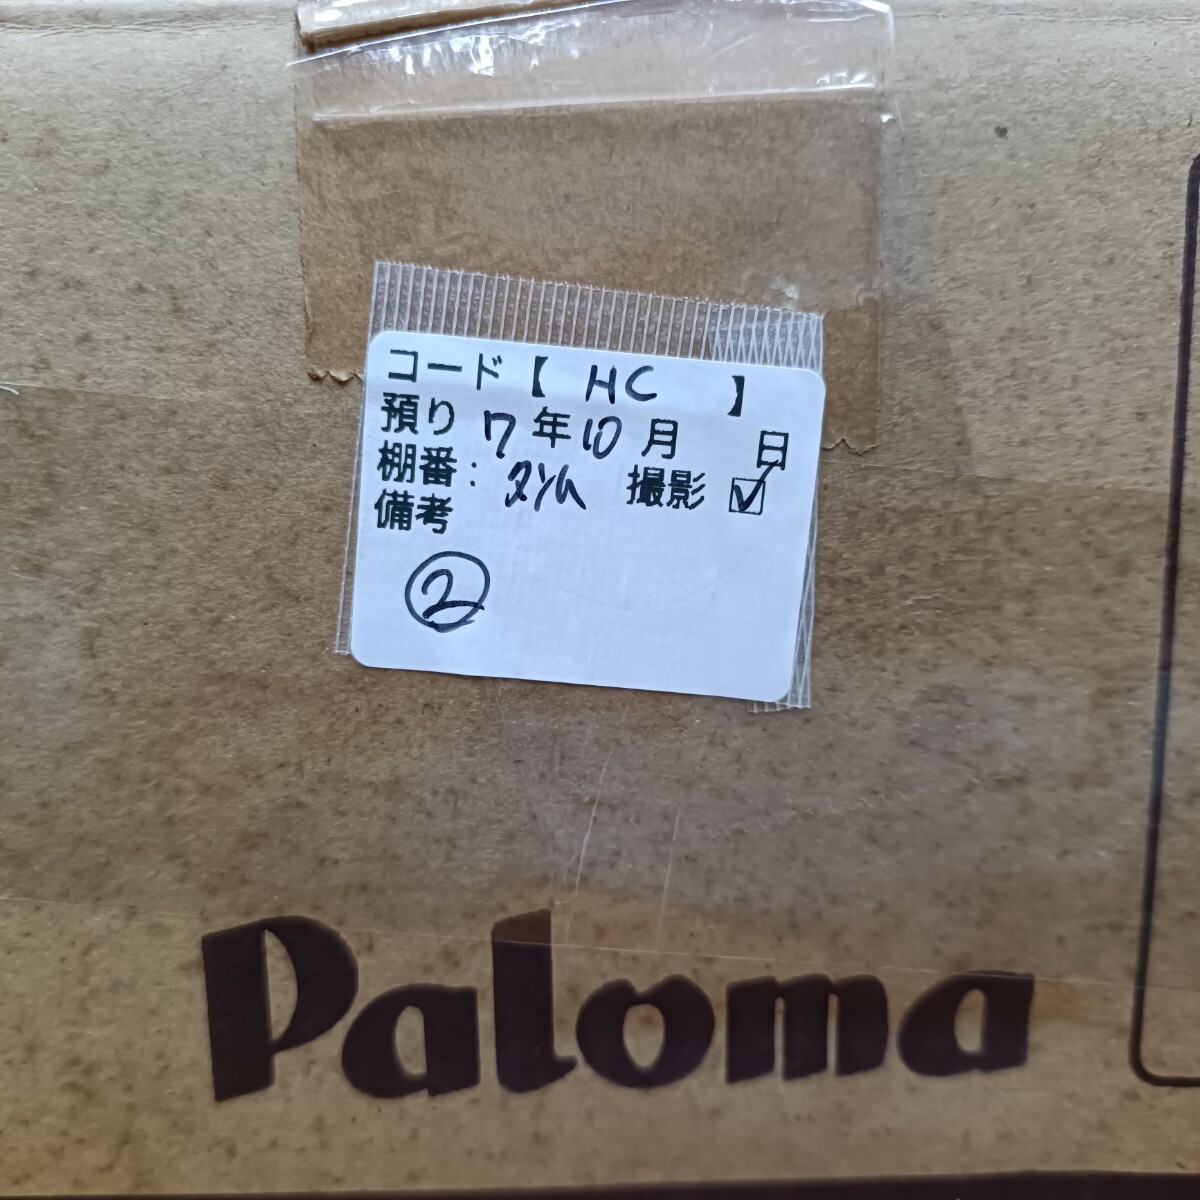 コード【 HC 】
預り 7年10月 日
棚番： 撮影 ☑
備考
②
Paloma